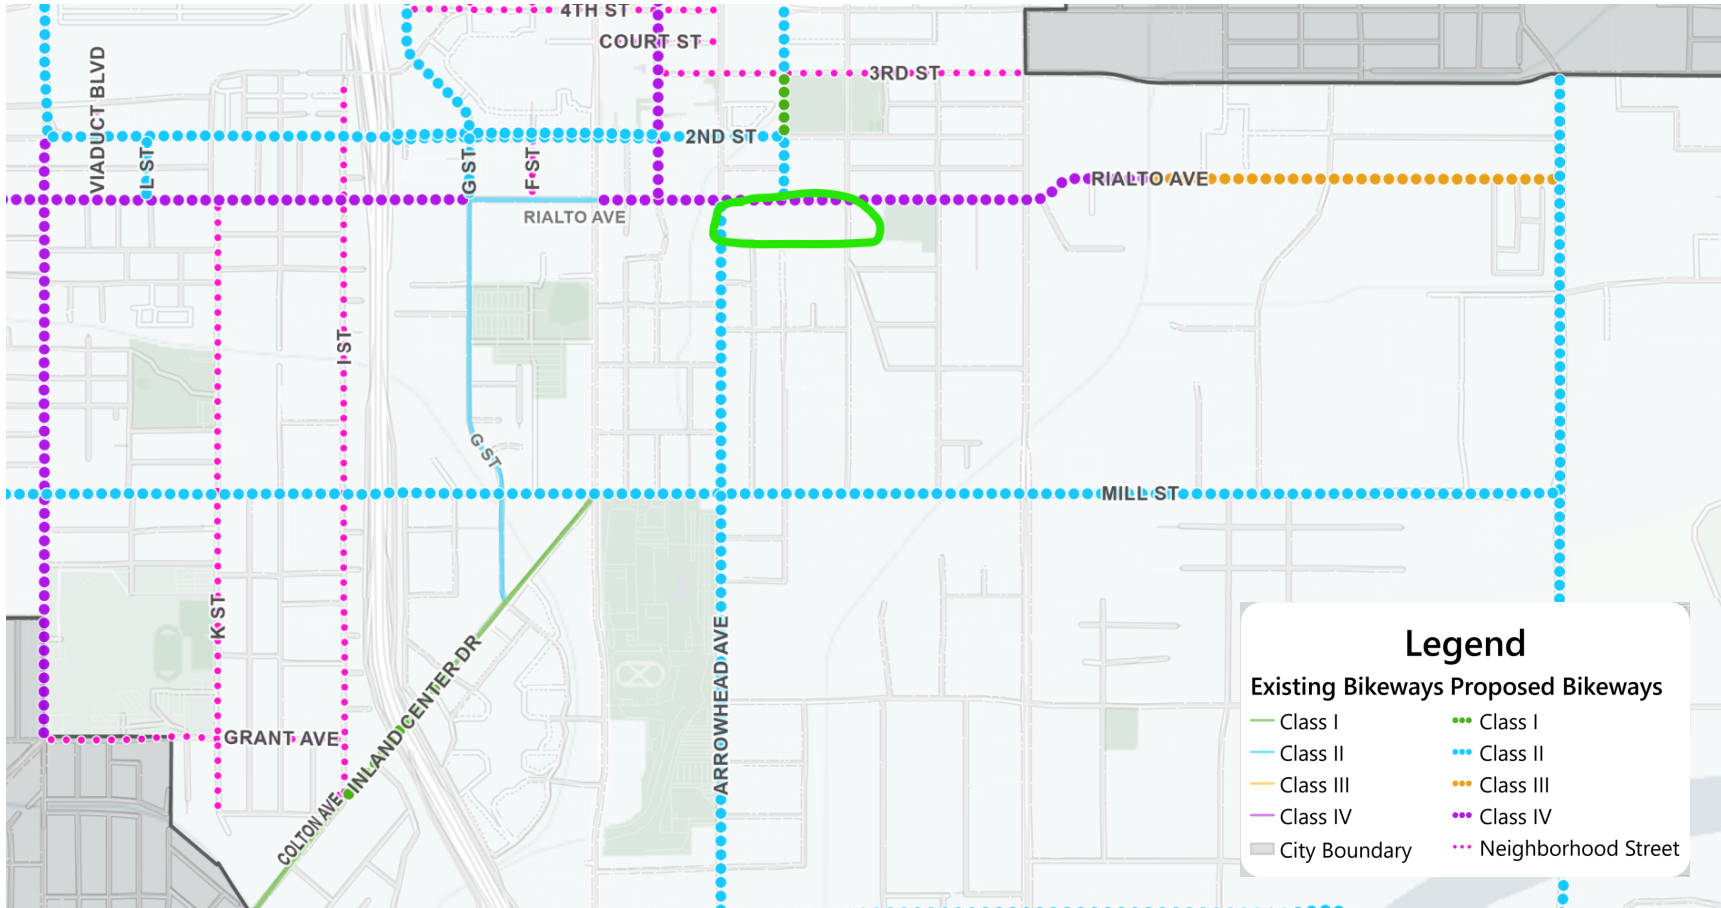 4TH ST
COURT ST
3RD ST
VIADUCT BLVD
L ST
G ST
F ST
2ND ST
RIALTO AVE
RIALTO AVE
I ST
G ST
MILL ST
K ST
GRANT AVE
INLAND CENTER DR
COLTON AVE
ARROWHEAD AVE
Legend
Existing Bikeways Proposed Bikeways
Class I Class I
Class II Class II
Class III Class III
Class IV Class IV
City Boundary Neighborhood Street